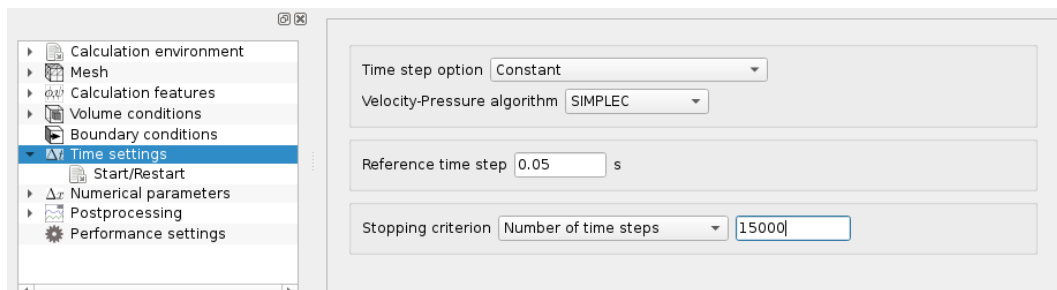 Calculation environment
Mesh
Calculation features
Volume conditions
Boundary conditions
Time settings
Start/Restart
Δx Numerical parameters
Postprocessing
Performance settings
Time step option Constant
Velocity-Pressure algorithm SIMPLEC
Reference time step 0.05 s
Stopping criterion Number of time steps 15000